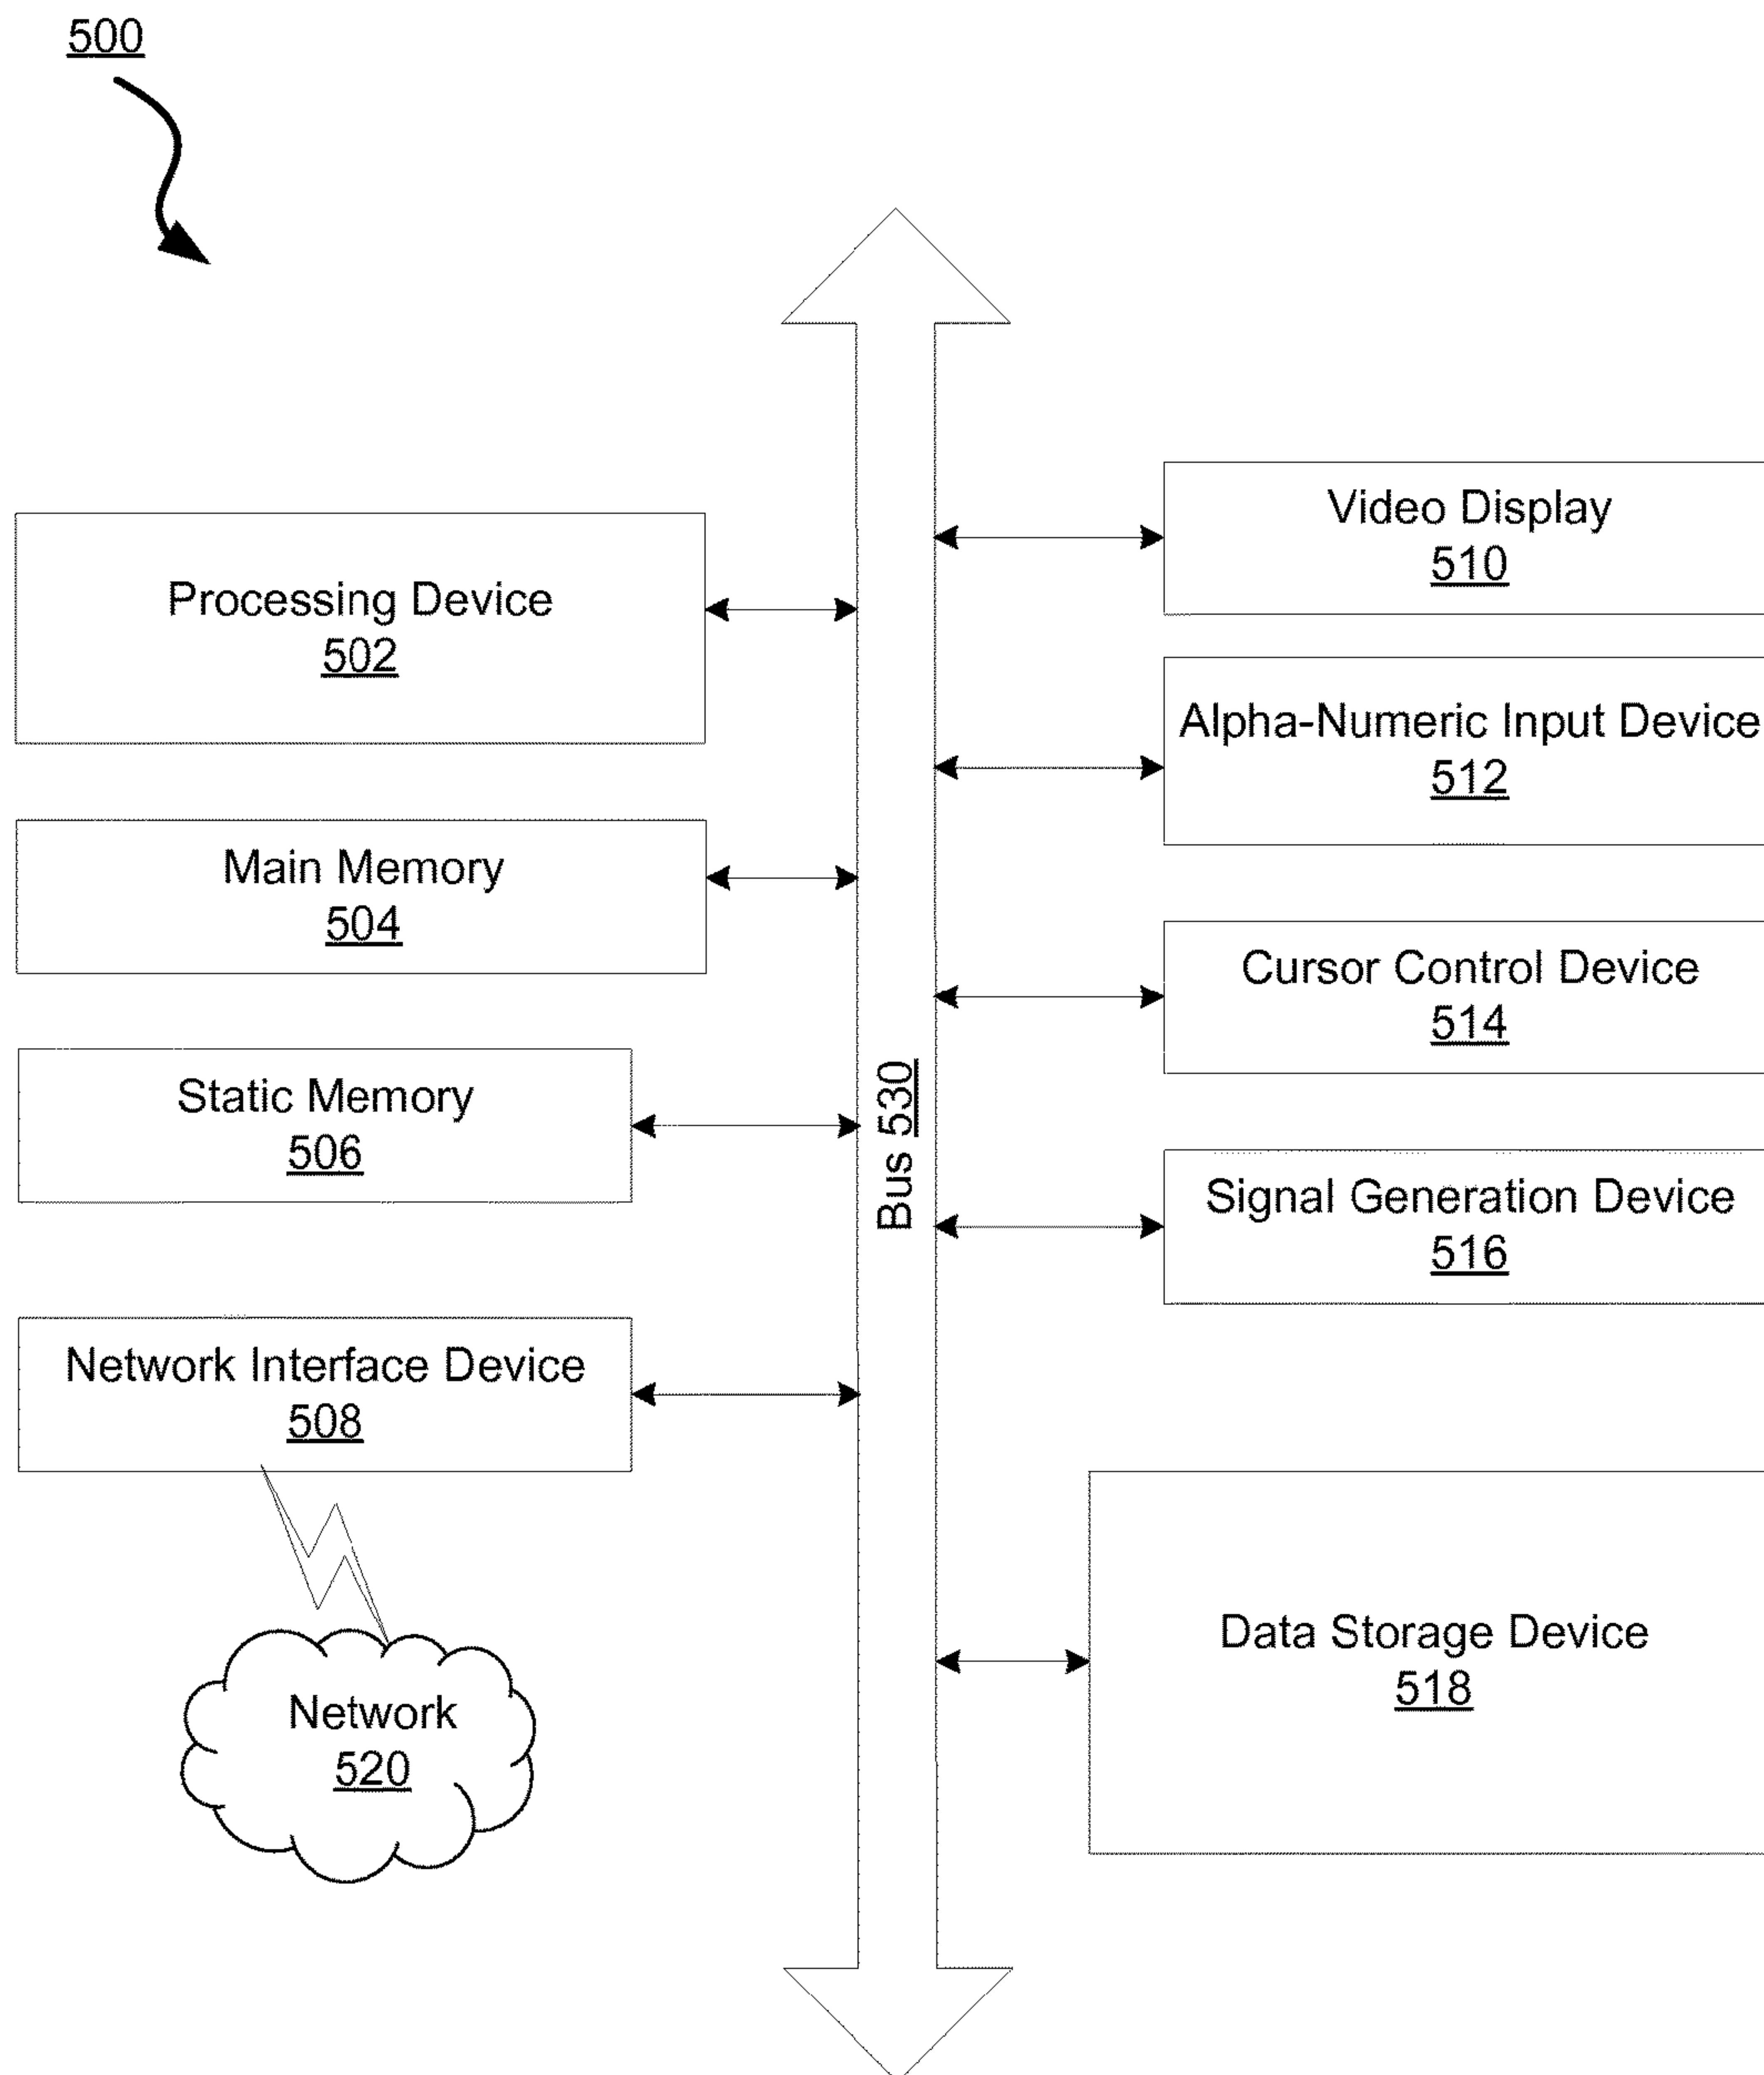 500
Processing Device
502
Main Memory
504
Static Memory
506
Network Interface Device
508
Network
520
Bus 530
Video Display
510
Alpha-Numeric Input Device
512
Cursor Control Device
514
Signal Generation Device
516
Data Storage Device
518